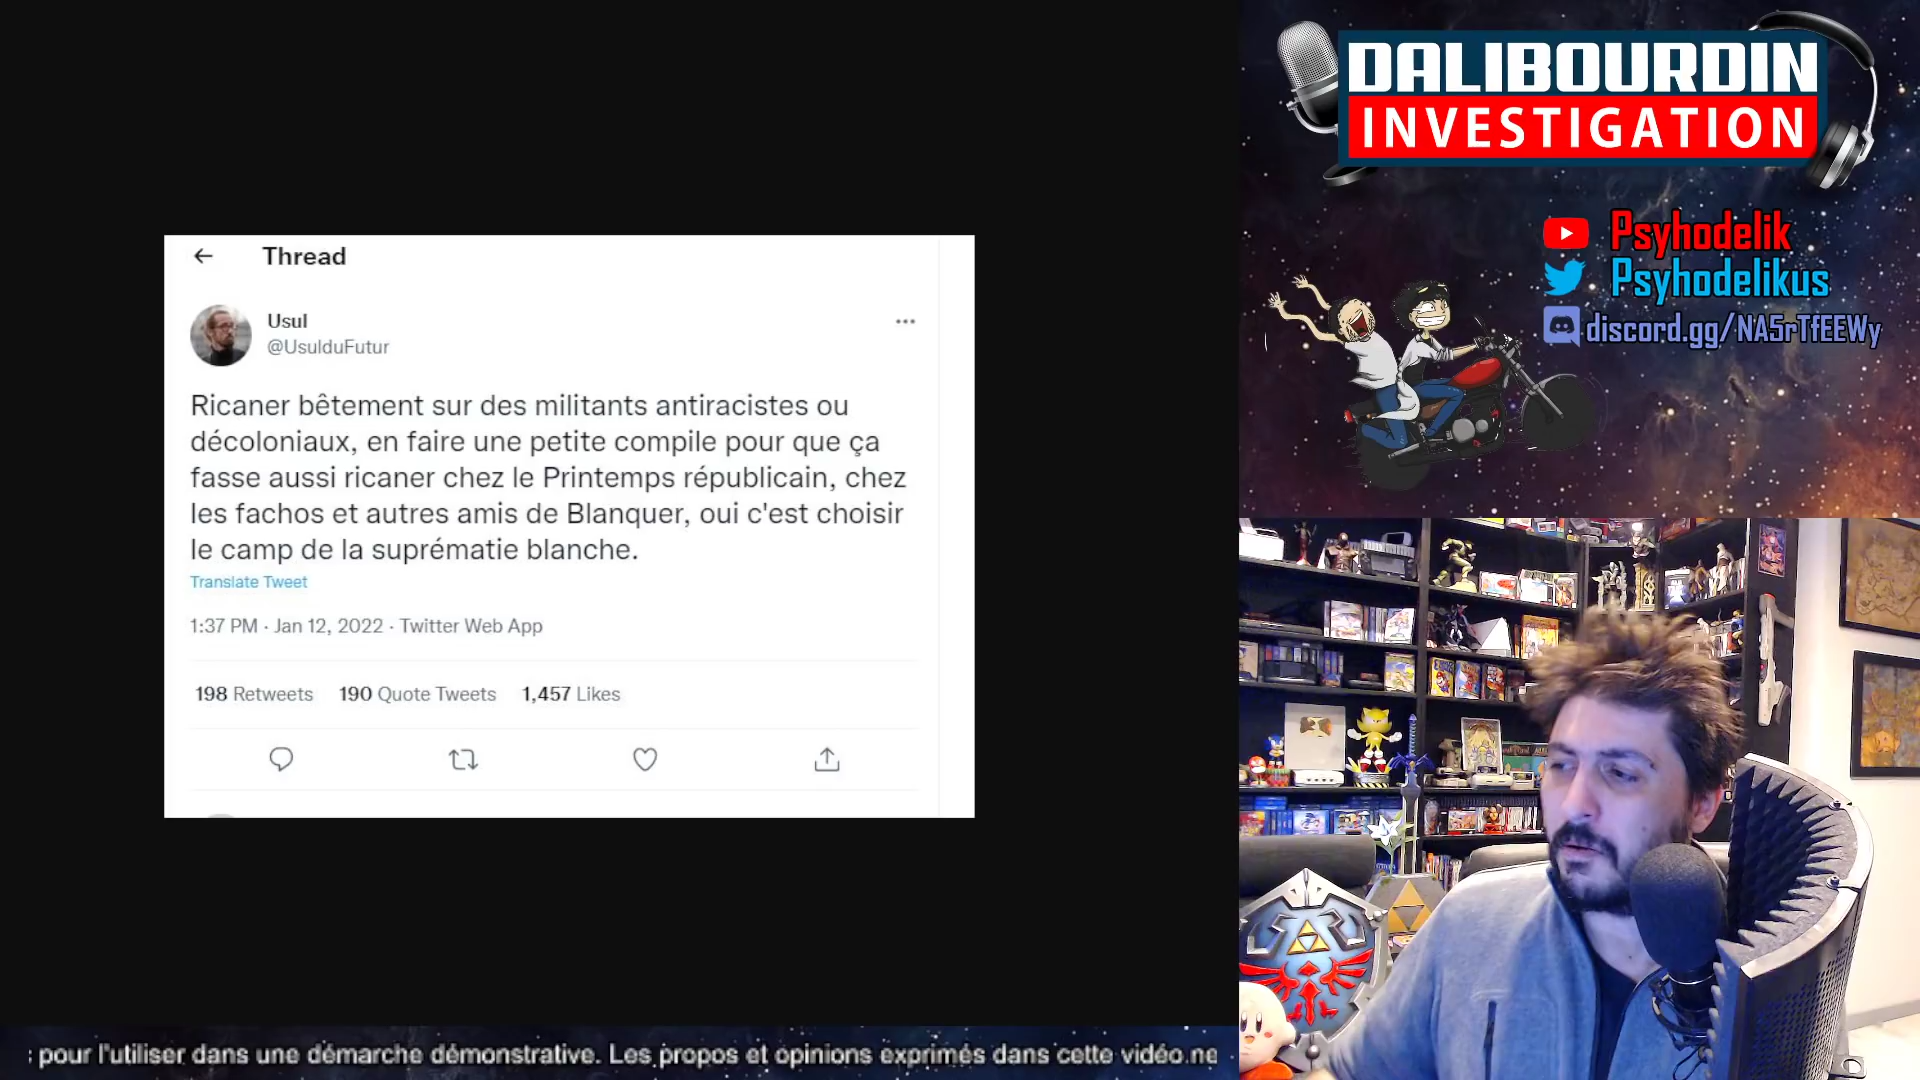 Thread
Usul
@UsulduFutur
Ricaner bêtement sur des militants antiracistes ou
décoloniaux, en faire une petite compile pour que ça
fasse aussi ricaner chez le Printemps républicain, chez
les fachos et autres amis de Blanquer, oui c'est choisir
le camp de la suprématie blanche.
Translate Tweet
1:37 PM · Jan 12, 2022 · Twitter Web App
198 Retweets 190 Quote Tweets 1,457 Likes
DALIBOURDIN
INVESTIGATION
Psyhodelik
Psyhodelikus
discord.gg/NA5rTfEEWy
pour l'utiliser dans une démarche démonstrative. Les propos et opinions exprimés dans cette vidéo ne